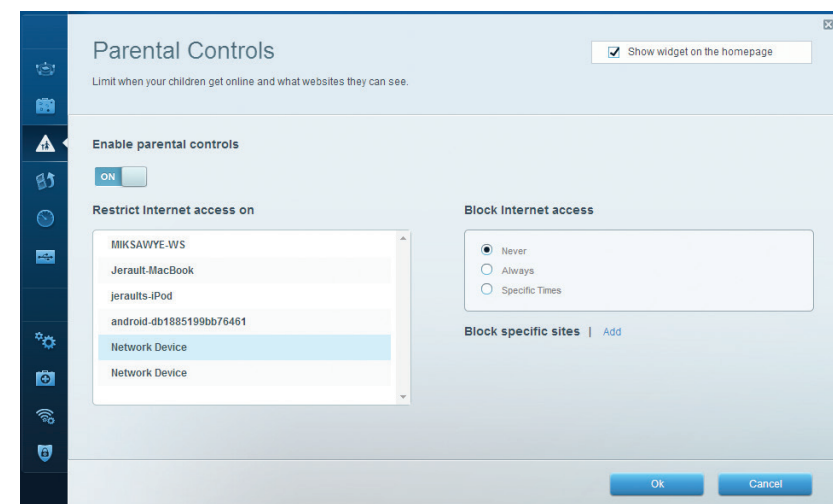 Parental Controls
Show widget on the homepage
Limit when your children get online and what websites they can see.
Enable parental controls
ON
Restrict Internet access on
MIKSAWYE-WS
Jerault-MacBook
jeraults-iPod
android-db1885199bb76461
Network Device
Network Device
Block Internet access
Never
Always
Specific Times
Block specific sites | Add
Ok
Cancel